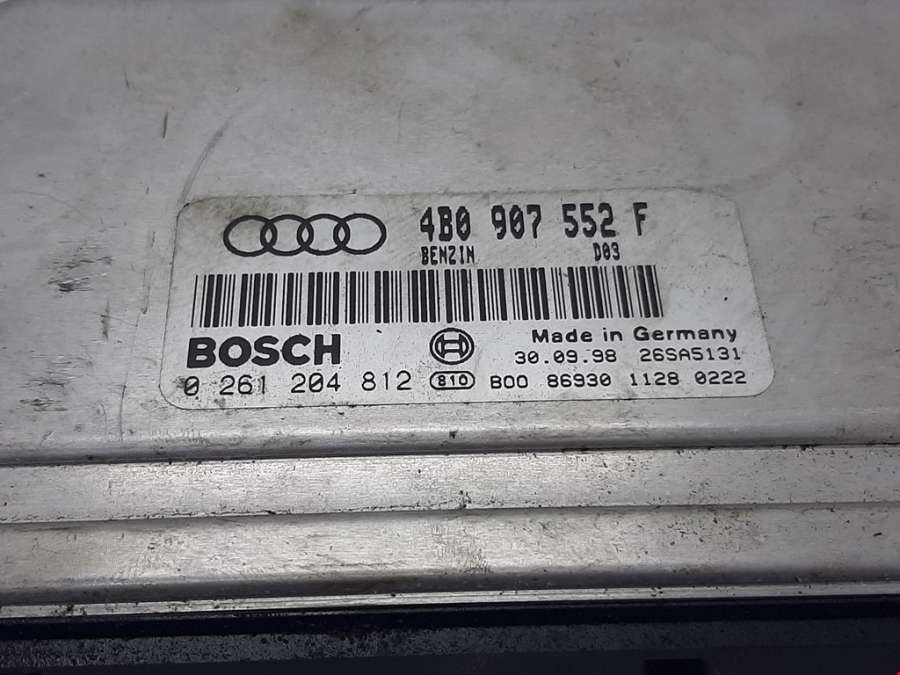 4B0 907 552 F
BENZIN D03
BOSCH
Made in Germany
30.09.98 26SA5131
0 261 204 812 810 B00 86930 1128 0222